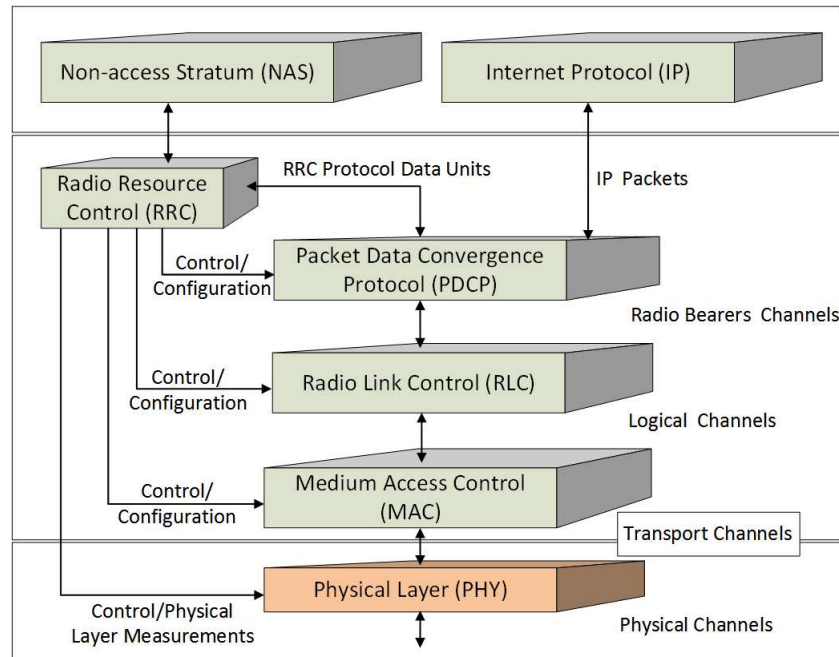 Non-access Stratum (NAS)
Internet Protocol (IP)
RRC Protocol Data Units
IP Packets
Radio Resource
Control (RRC)
Control/
Configuration
Packet Data Convergence
Protocol (PDCP)
Radio Bearers Channels
Control/
Configuration
Radio Link Control (RLC)
Logical Channels
Control/
Configuration
Medium Access Control
(MAC)
Transport Channels
Physical Layer (PHY)
Control/Physical
Layer Measurements
Physical Channels